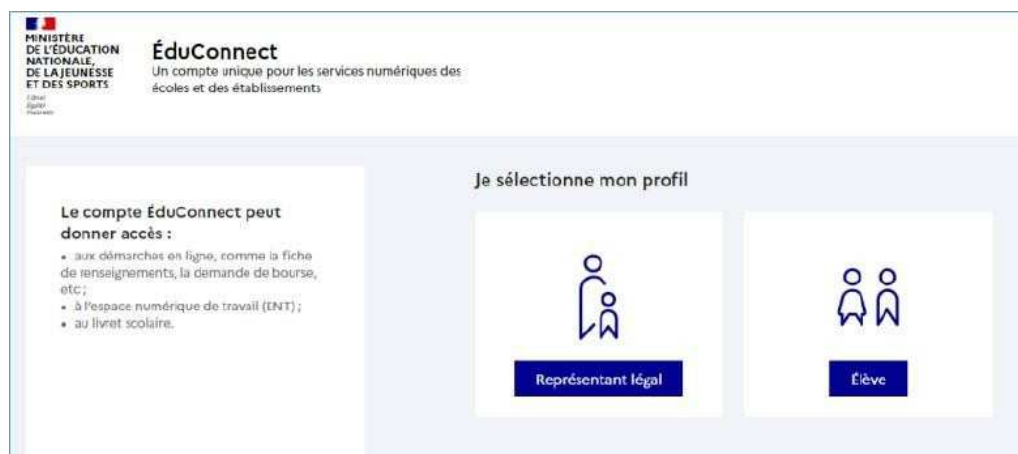 MINISTÈRE
DE L'ÉDUCATION
NATIONALE,
DE LA JEUNESSE
ET DES SPORTS
Liberté
Égalité
Fraternité
ÉduConnect
Un compte unique pour les services numériques des
écoles et des établissements
Le compte ÉduConnect peut
donner accès :
• aux démarches en ligne, comme la fiche
de renseignements, la demande de bourse,
etc ;
• à l'espace numérique de travail (ENT) ;
• au livret scolaire.
Je sélectionne mon profil
Représentant légal
Élève